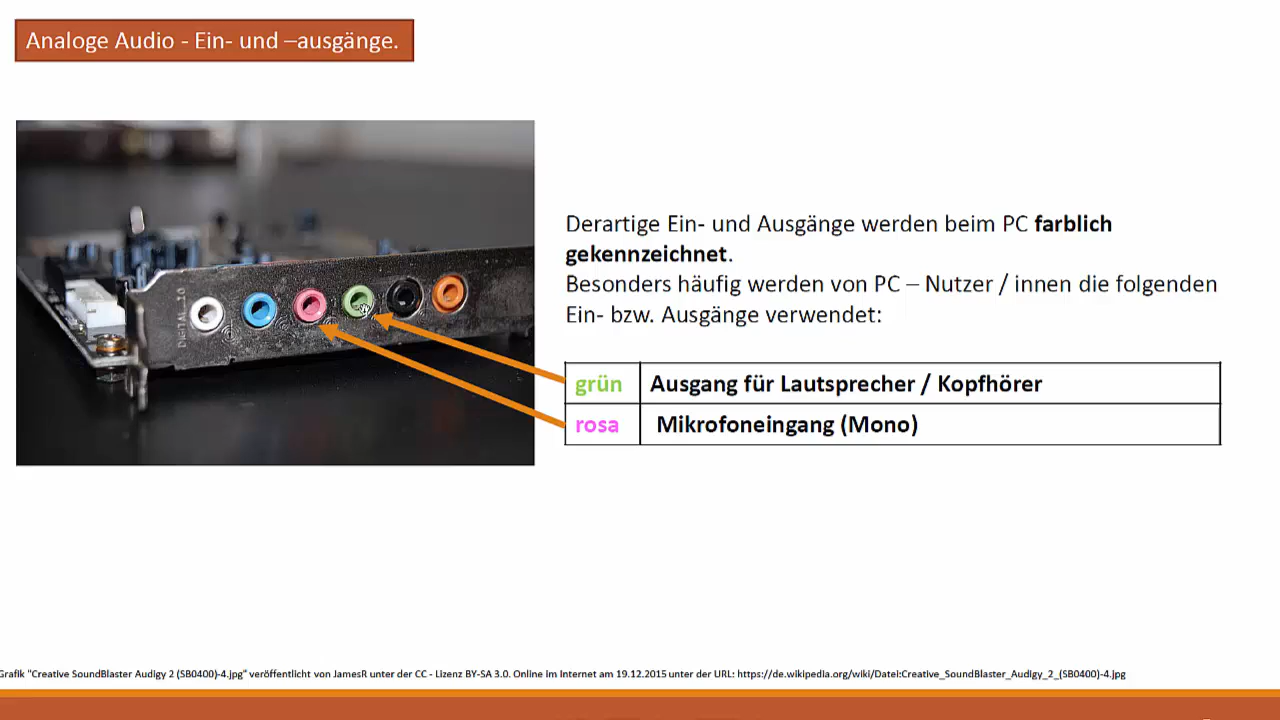 Analoge Audio - Ein- und –ausgänge.
DIGITAL_IO
Derartige Ein- und Ausgänge werden beim PC farblich
gekennzeichnet.
Besonders häufig werden von PC – Nutzer / innen die folgenden
Ein- bzw. Ausgänge verwendet:
grün Ausgang für Lautsprecher / Kopfhörer
rosa Mikrofoneingang (Mono)
Grafik "Creative SoundBlaster Audigy 2 (SB0400)-4.jpg" veröffentlicht von JamesR unter der CC - Lizenz BY-SA 3.0. Online im Internet am 19.12.2015 unter der URL: https://de.wikipedia.org/wiki/Datei:Creative_SoundBlaster_Audigy_2_(SB0400)-4.jpg